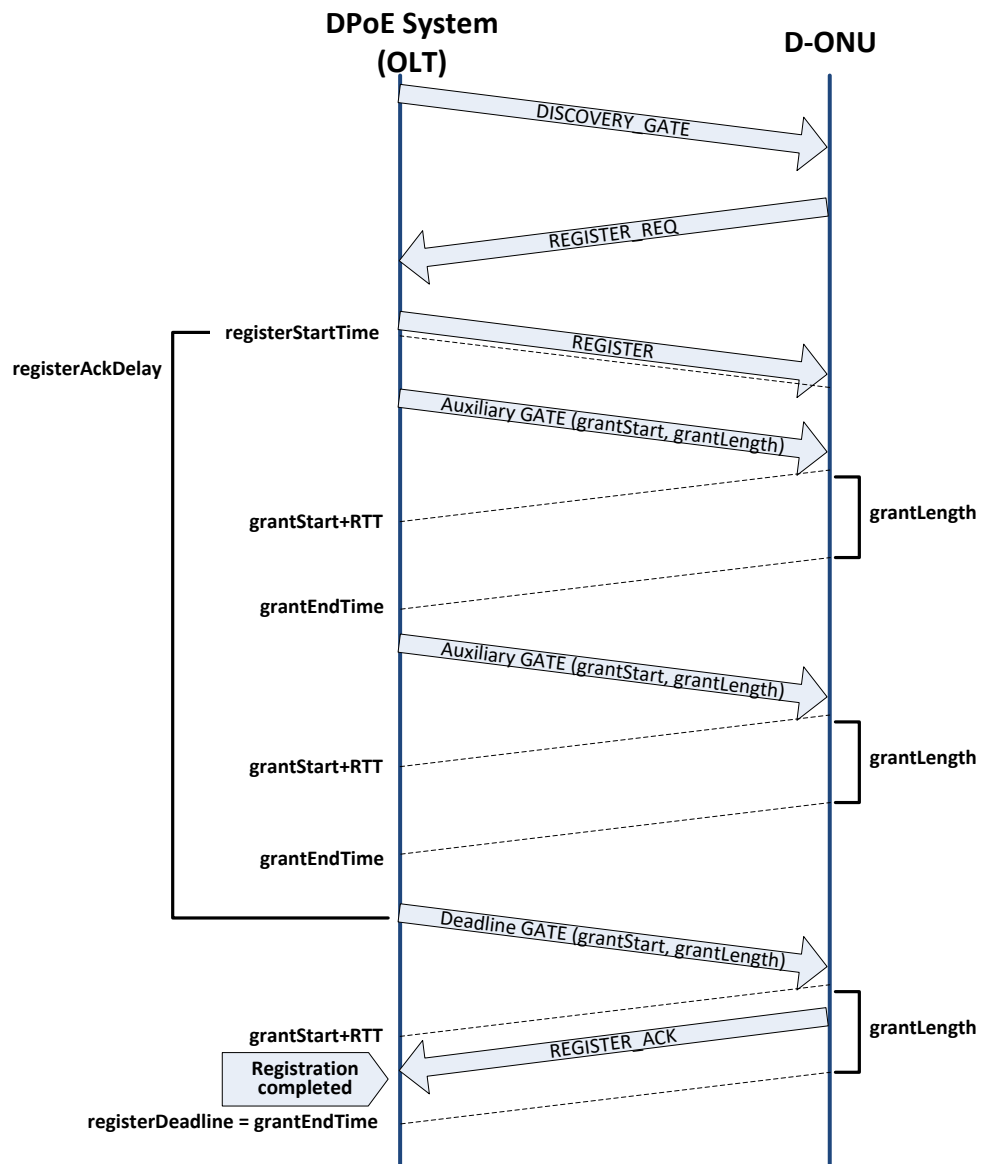 DPoE System
(OLT)
D-ONU
DISCOVERY_GATE
REGISTER_REQ
registerStartTime
REGISTER
registerAckDelay
Auxiliary GATE (grantStart, grantLength)
grantLength
grantStart+RTT
grantEndTime
Auxiliary GATE (grantStart, grantLength)
grantLength
grantStart+RTT
grantEndTime
Deadline GATE (grantStart, grantLength)
grantLength
grantStart+RTT
REGISTER_ACK
Registration
completed
registerDeadline = grantEndTime